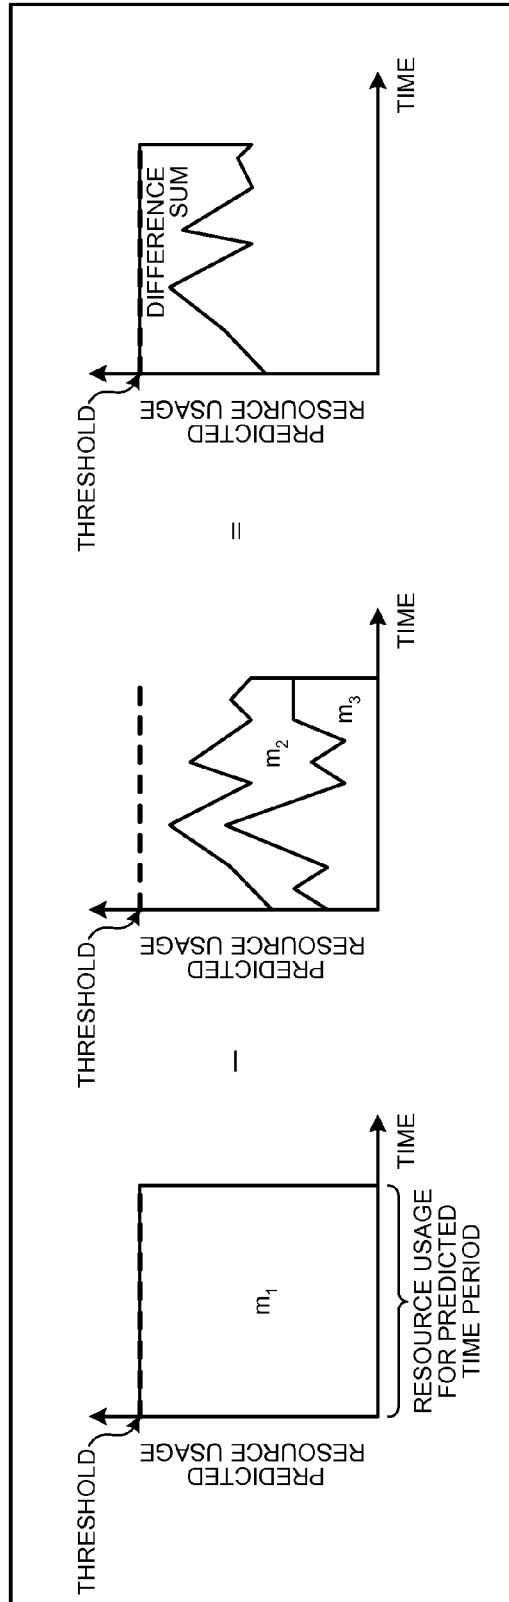 THRESHOLD
PREDICTED
RESOURCE USAGE
m1
TIME
RESOURCE USAGE
FOR PREDICTED
TIME PERIOD
–
THRESHOLD
PREDICTED
RESOURCE USAGE
m2
m3
TIME
=
THRESHOLD
PREDICTED
RESOURCE USAGE
DIFFERENCE
SUM
TIME